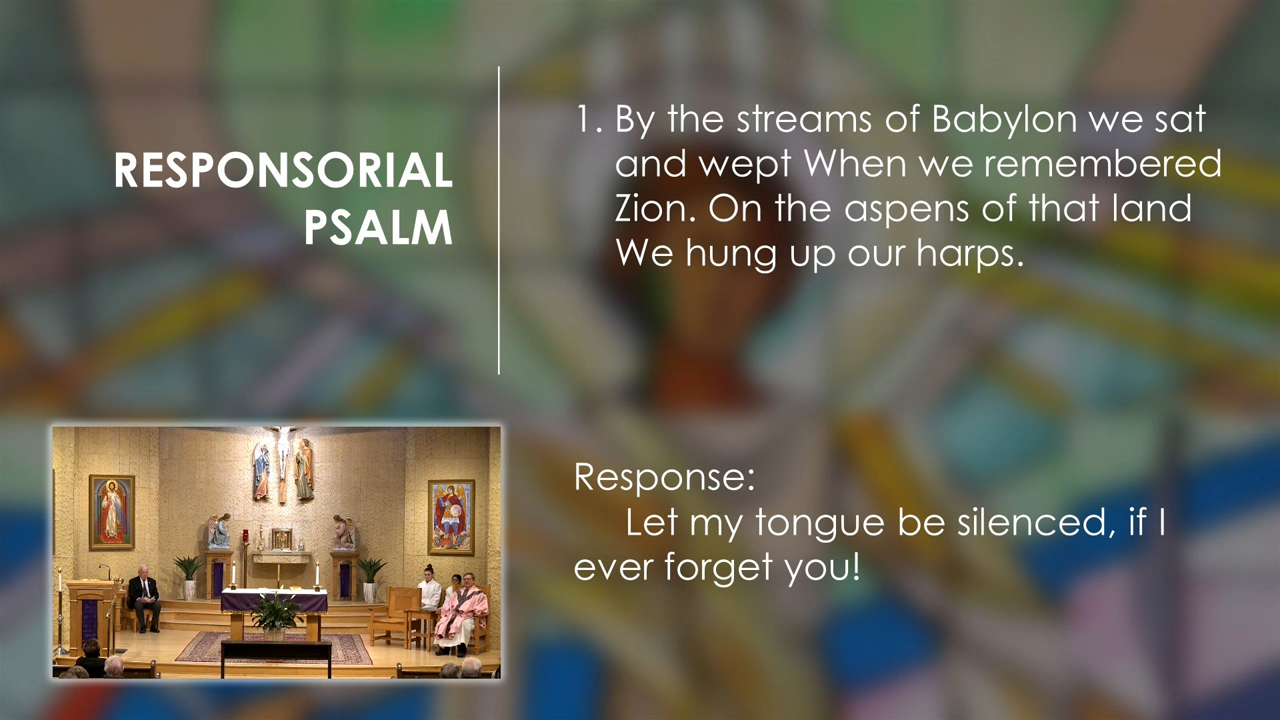 RESPONSORIAL
PSALM
1. By the streams of Babylon we sat
and wept When we remembered
Zion. On the aspens of that land
We hung up our harps.
Response:
Let my tongue be silenced, if I
ever forget you!